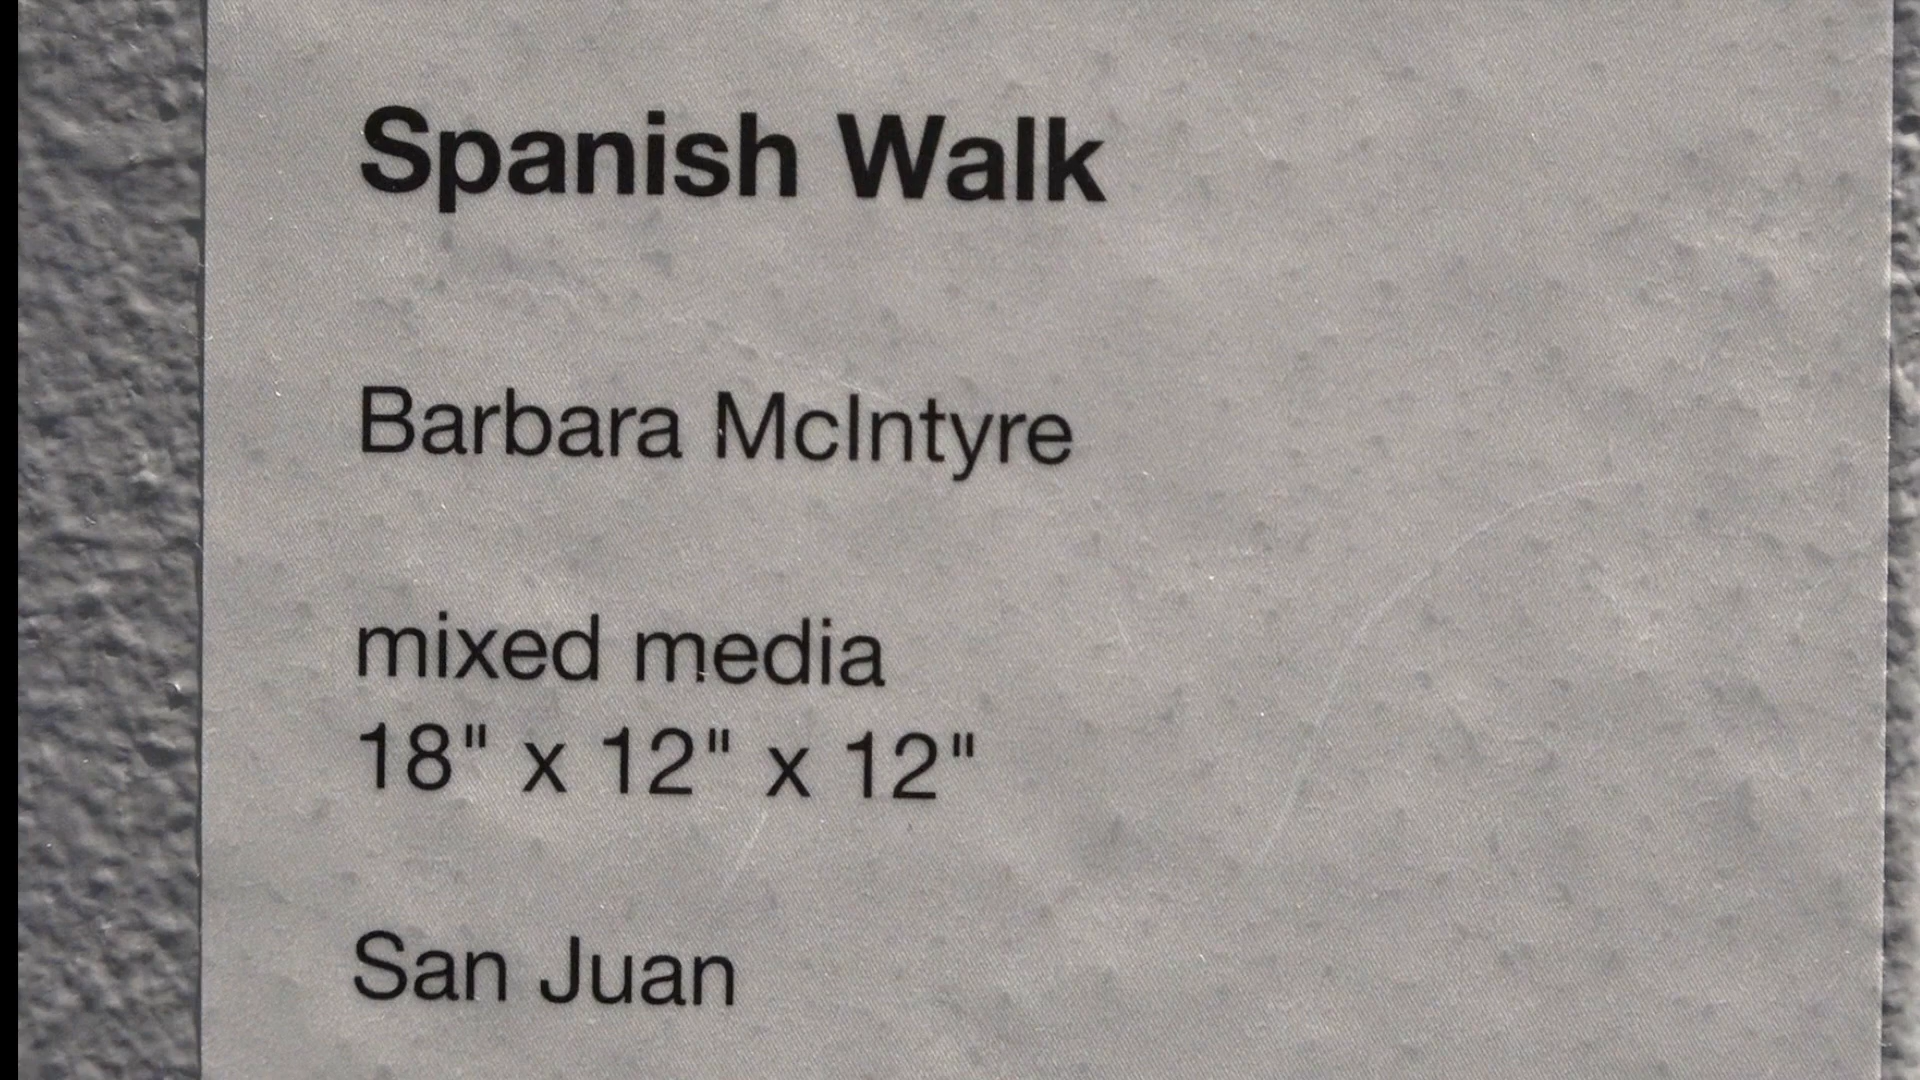 Spanish Walk
Barbara McIntyre
mixed media
18" x 12" x 12"
San Juan